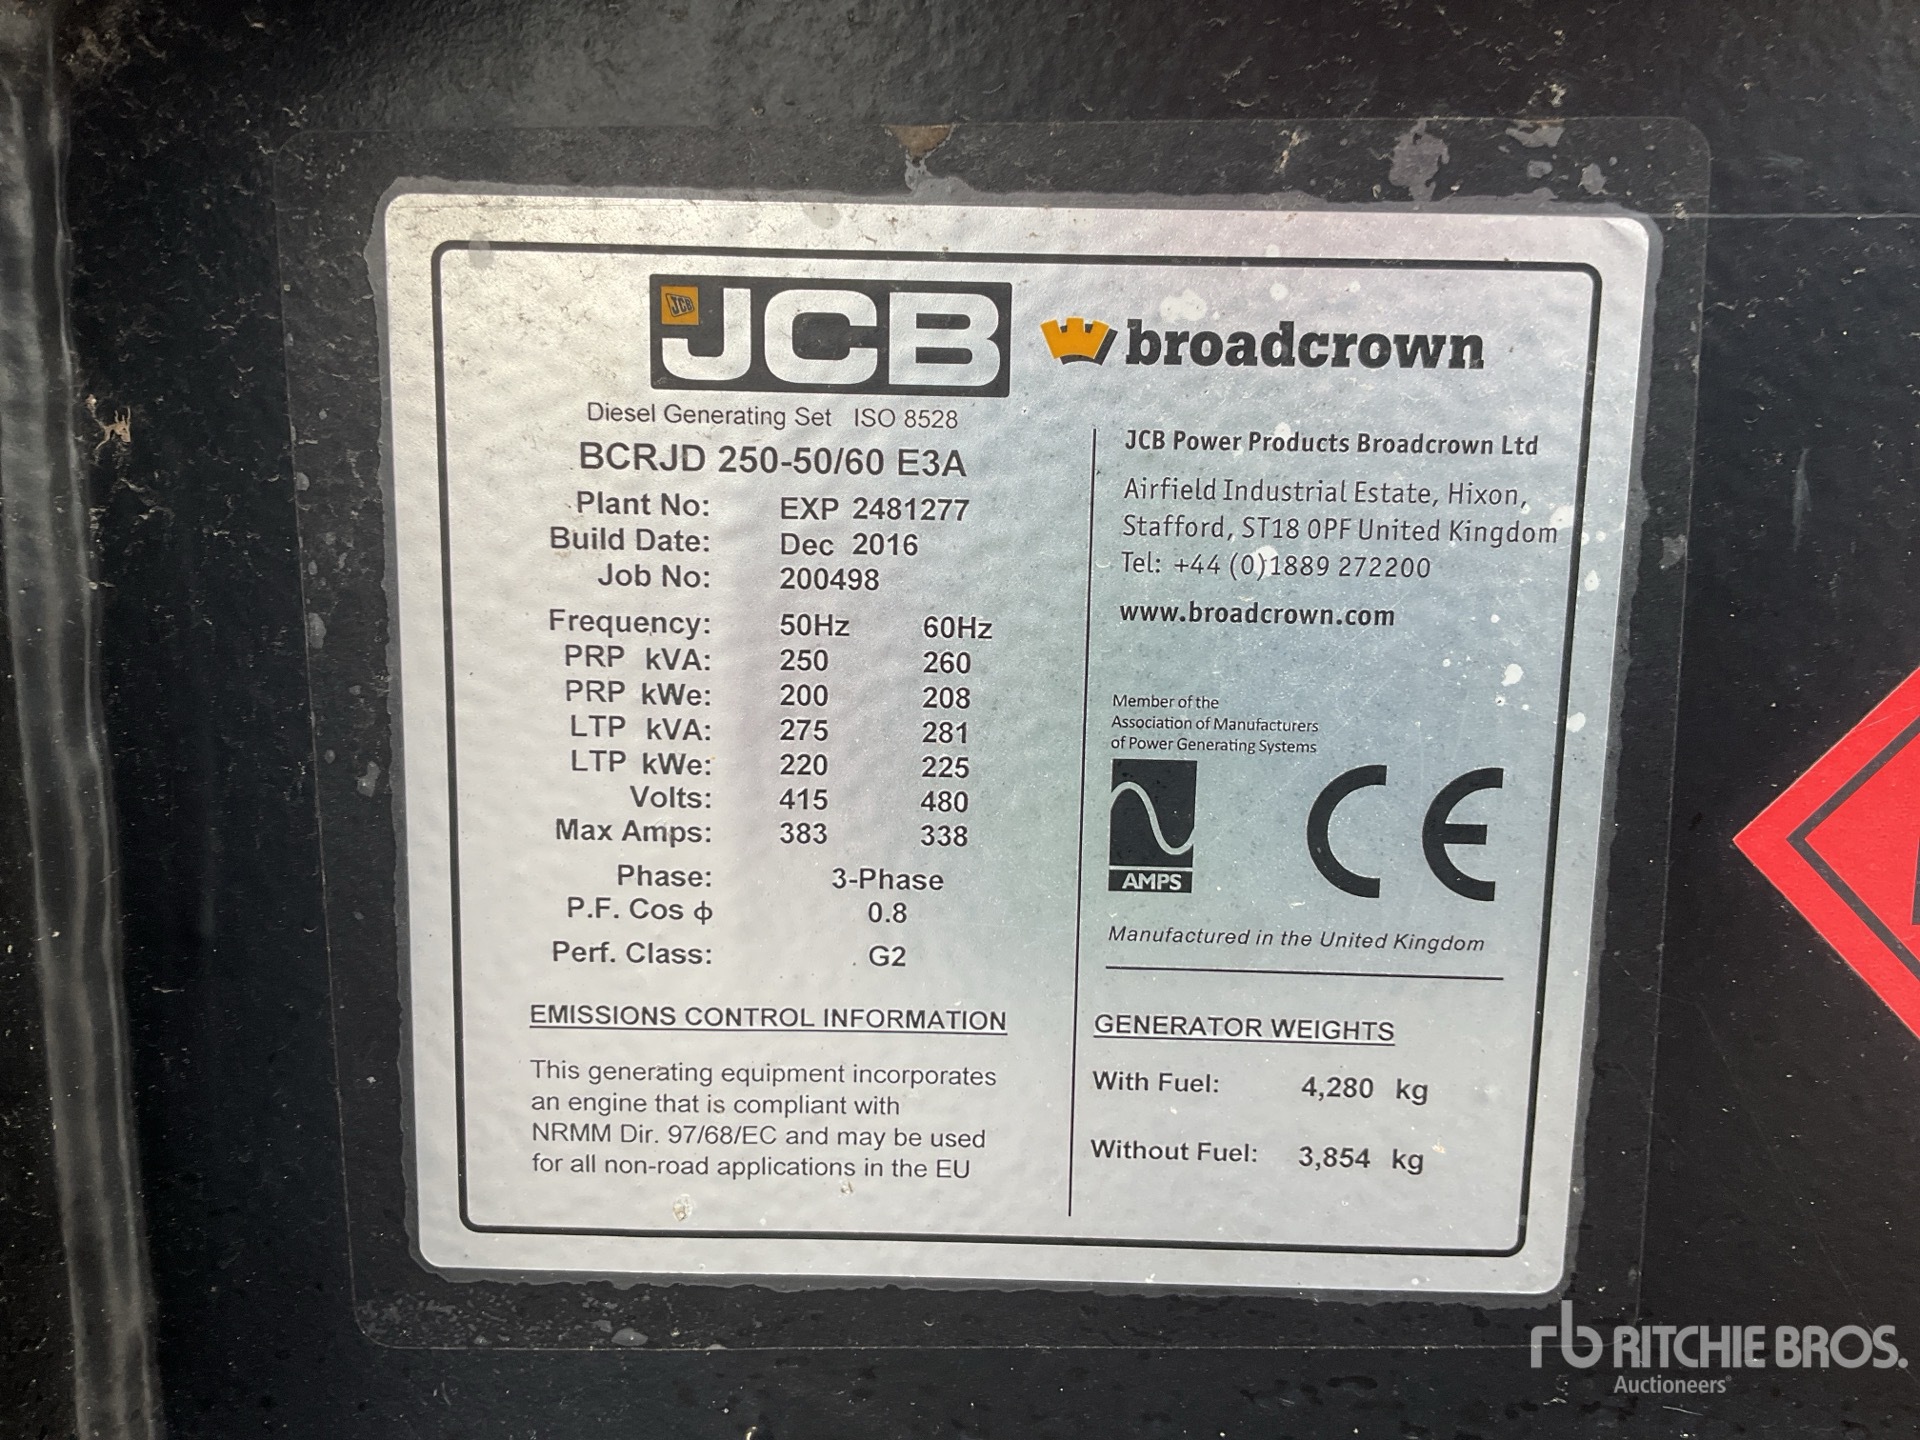 JCB
JCB
broadcrown
Diesel Generating Set ISO 8528
BCRJD 250-50/60 E3A
Plant No: EXP 2481277
Build Date: Dec 2016
Job No: 200498
Frequency: 50Hz 60Hz
PRP kVA: 250 260
PRP kWe: 200 208
LTP kVA: 275 281
LTP kWe: 220 225
Volts: 415 480
Max Amps: 383 338
Phase: 3-Phase
P.F. Cos ϕ 0.8
Perf. Class: G2
EMISSIONS CONTROL INFORMATION
This generating equipment incorporates
an engine that is compliant with
NRMM Dir. 97/68/EC and may be used
for all non-road applications in the EU
JCB Power Products Broadcrown Ltd
Airfield Industrial Estate, Hixon,
Stafford, ST18 0PF United Kingdom
Tel: +44 (0)1889 272200
www.broadcrown.com
Member of the
Association of Manufacturers
of Power Generating Systems
AMPS
CE
Manufactured in the United Kingdom
GENERATOR WEIGHTS
With Fuel: 4,280 kg
Without Fuel: 3,854 kg
rb RITCHIE BROS.
Auctioneers